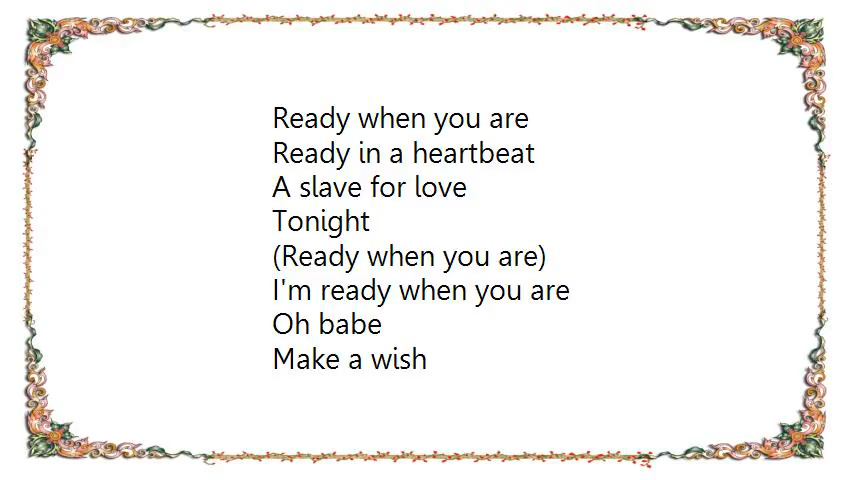 Ready when you are
Ready in a heartbeat
A slave for love
Tonight
(Ready when you are)
I'm ready when you are
Oh babe
Make a wish